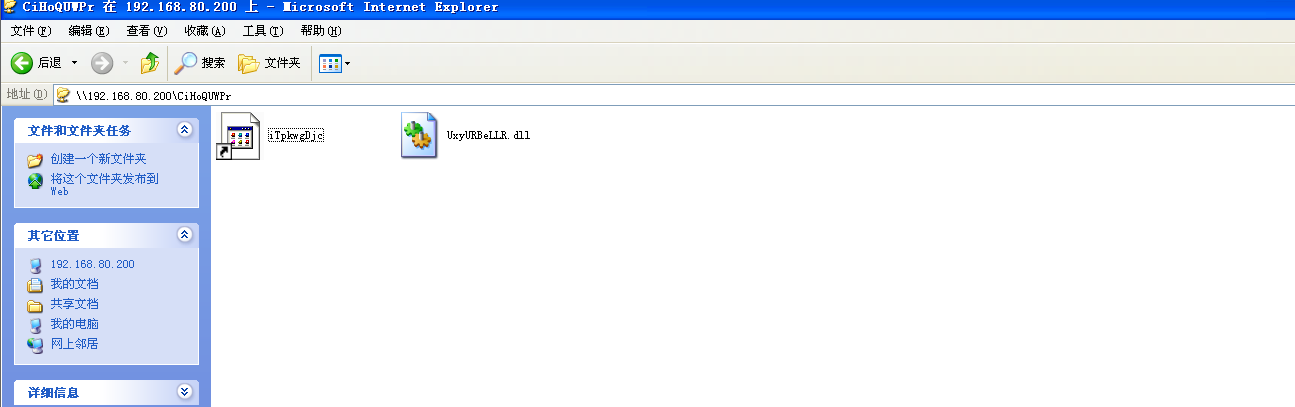 CiHoQUWPr 在 192.168.80.200 上 - Microsoft Internet Explorer
文件(F) 编辑(E) 查看(V) 收藏(A) 工具(T) 帮助(H)
后退 搜索 文件夹
地址(D) \\192.168.80.200\CiHoQUWPr
文件和文件夹任务
创建一个新文件夹
将这个文件夹发布到
Web
其它位置
192.168.80.200
我的文档
共享文档
我的电脑
网上邻居
详细信息
iTpkwgDjc
UxyURBeLLR.dll